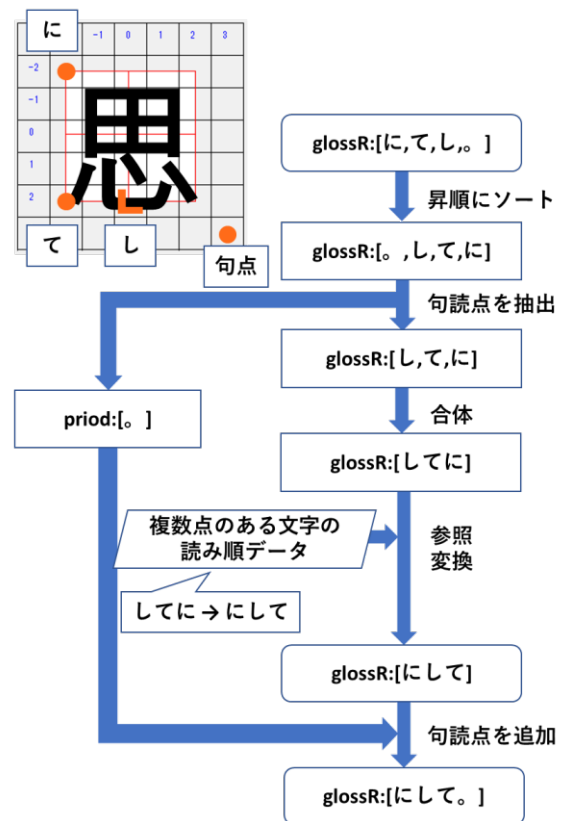 に
-1 0 1 2 3
-2
-1
0
1
2
思
て
し
句点
glossR:[に,て,し,。]
昇順にソート
glossR:[。,し,て,に]
句読点を抽出
glossR:[し,て,に]
priod:[。]
合体
glossR:[してに]
複数点のある文字の
読み順データ
参照
変換
してに→にして
glossR:[にして]
句読点を追加
glossR:[にして。]